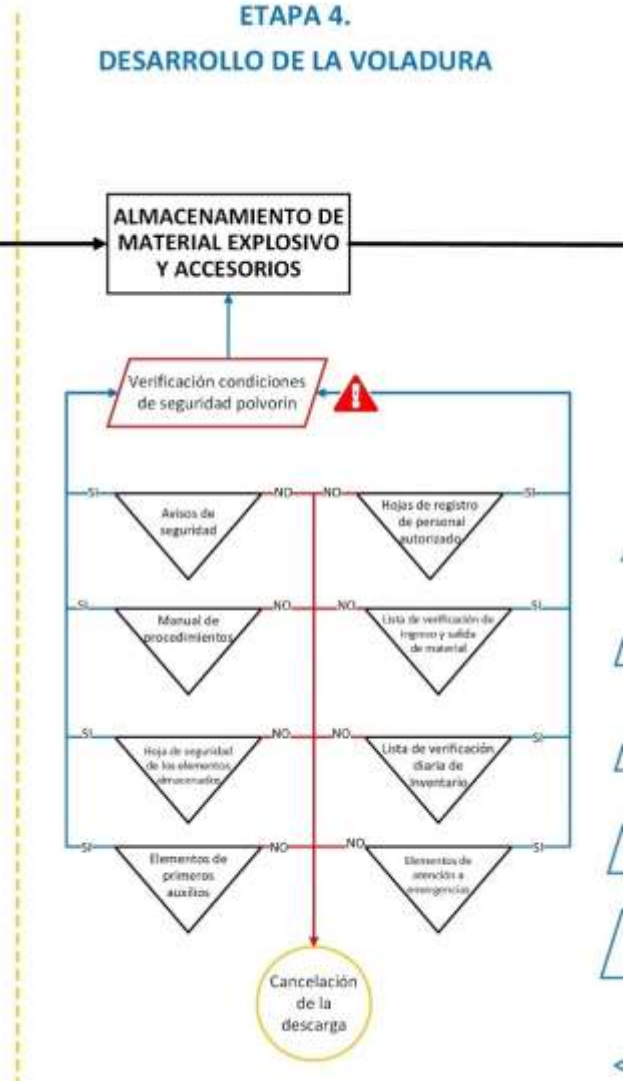 ETAPA 4.
DESARROLLO DE LA VOLADURA
ALMACENAMIENTO DE
MATERIAL EXPLOSIVO
Y ACCESORIOS
Verificación condiciones
de seguridad polvorín
SI
NO
NO
SI
Avisos de
seguridad
Hojas de registro
de personal
autorizado
SI
NO
NO
SI
Manual de
procedimientos
Lista de verificación de
ingreso y salida
de material
SI
NO
NO
SI
Hoja de seguridad
de los elementos
almacenados
Lista de verificación
diaria de
inventario
SI
NO
NO
SI
Elementos de
primeros
auxilios
Elementos de
atención a
emergencias
Cancelación
de la
descarga